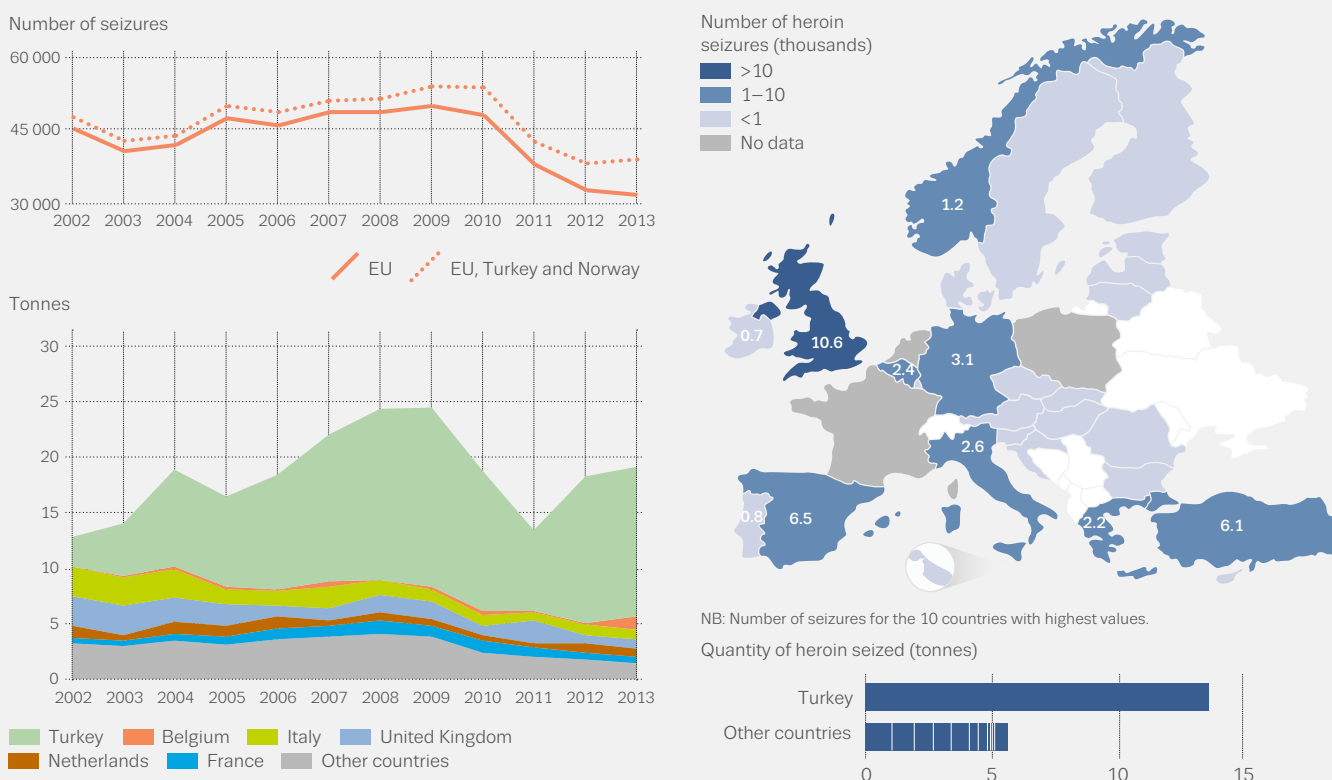 Number of seizures
60 000
45 000
30 000
2002 2003 2004 2005 2006 2007 2008 2009 2010 2011 2012 2013
EU EU, Turkey and Norway
Tonnes
30
25
20
15
10
5
0
2002 2003 2004 2005 2006 2007 2008 2009 2010 2011 2012 2013
Turkey Belgium Italy United Kingdom
Netherlands France Other countries
Number of heroin
seizures (thousands)
>10
1–10
<1
No data
1.2
0.7
10.6
3.1
2.4
2.6
0.8
6.5
2.2
6.1
NB: Number of seizures for the 10 countries with highest values.
Quantity of heroin seized (tonnes)
Turkey
Other countries
0 5 10 15